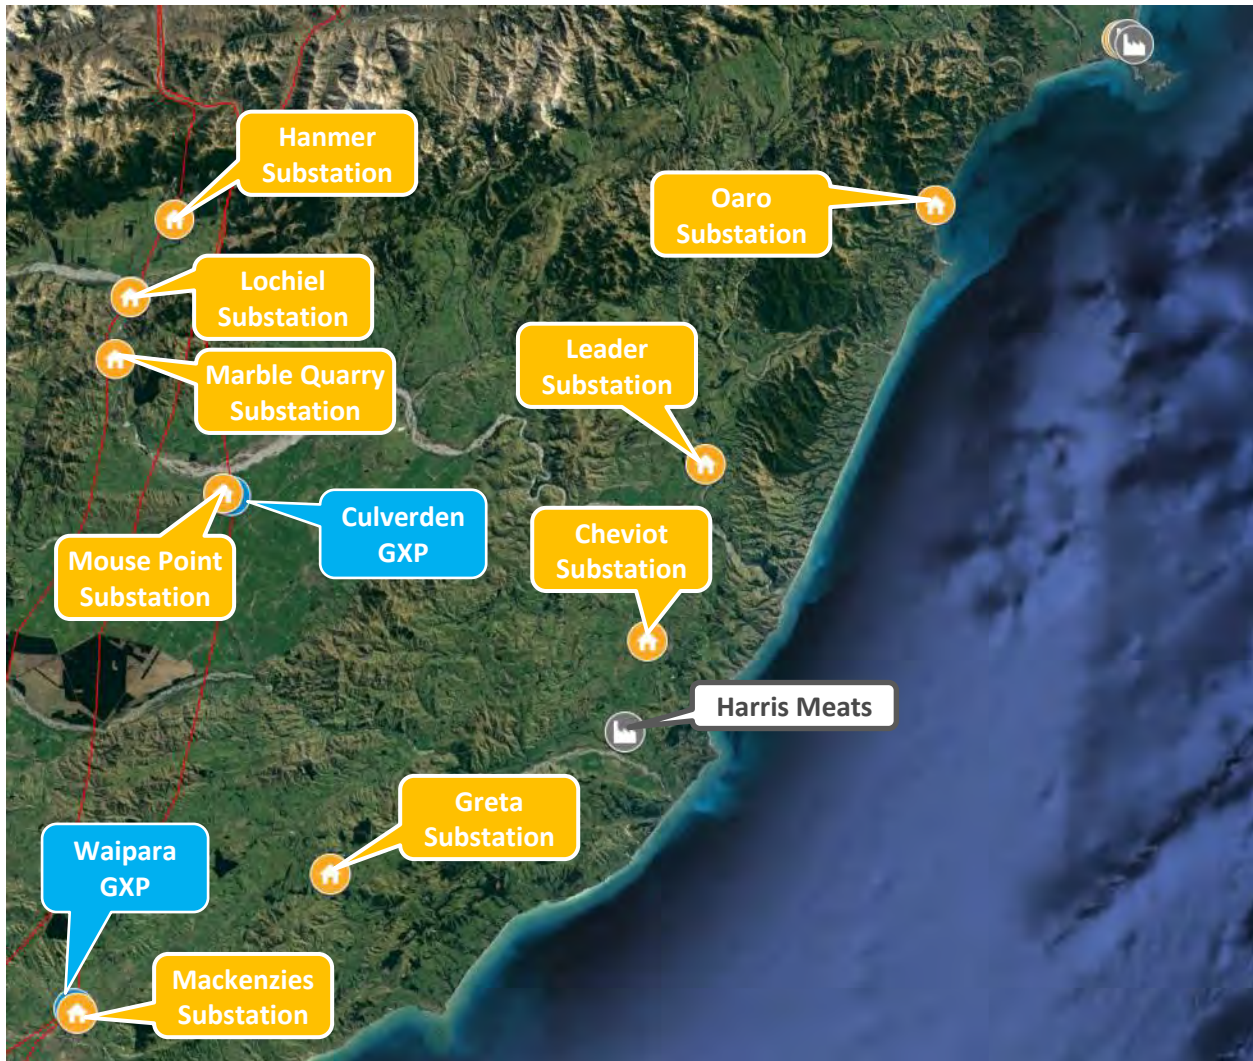 Hanmer
Substation
Oaro
Substation
Lochiel
Substation
Leader
Substation
Marble Quarry
Substation
Culverden
GXP
Cheviot
Substation
Mouse Point
Substation
Harris Meats
Greta
Substation
Waipara
GXP
Mackenzies
Substation